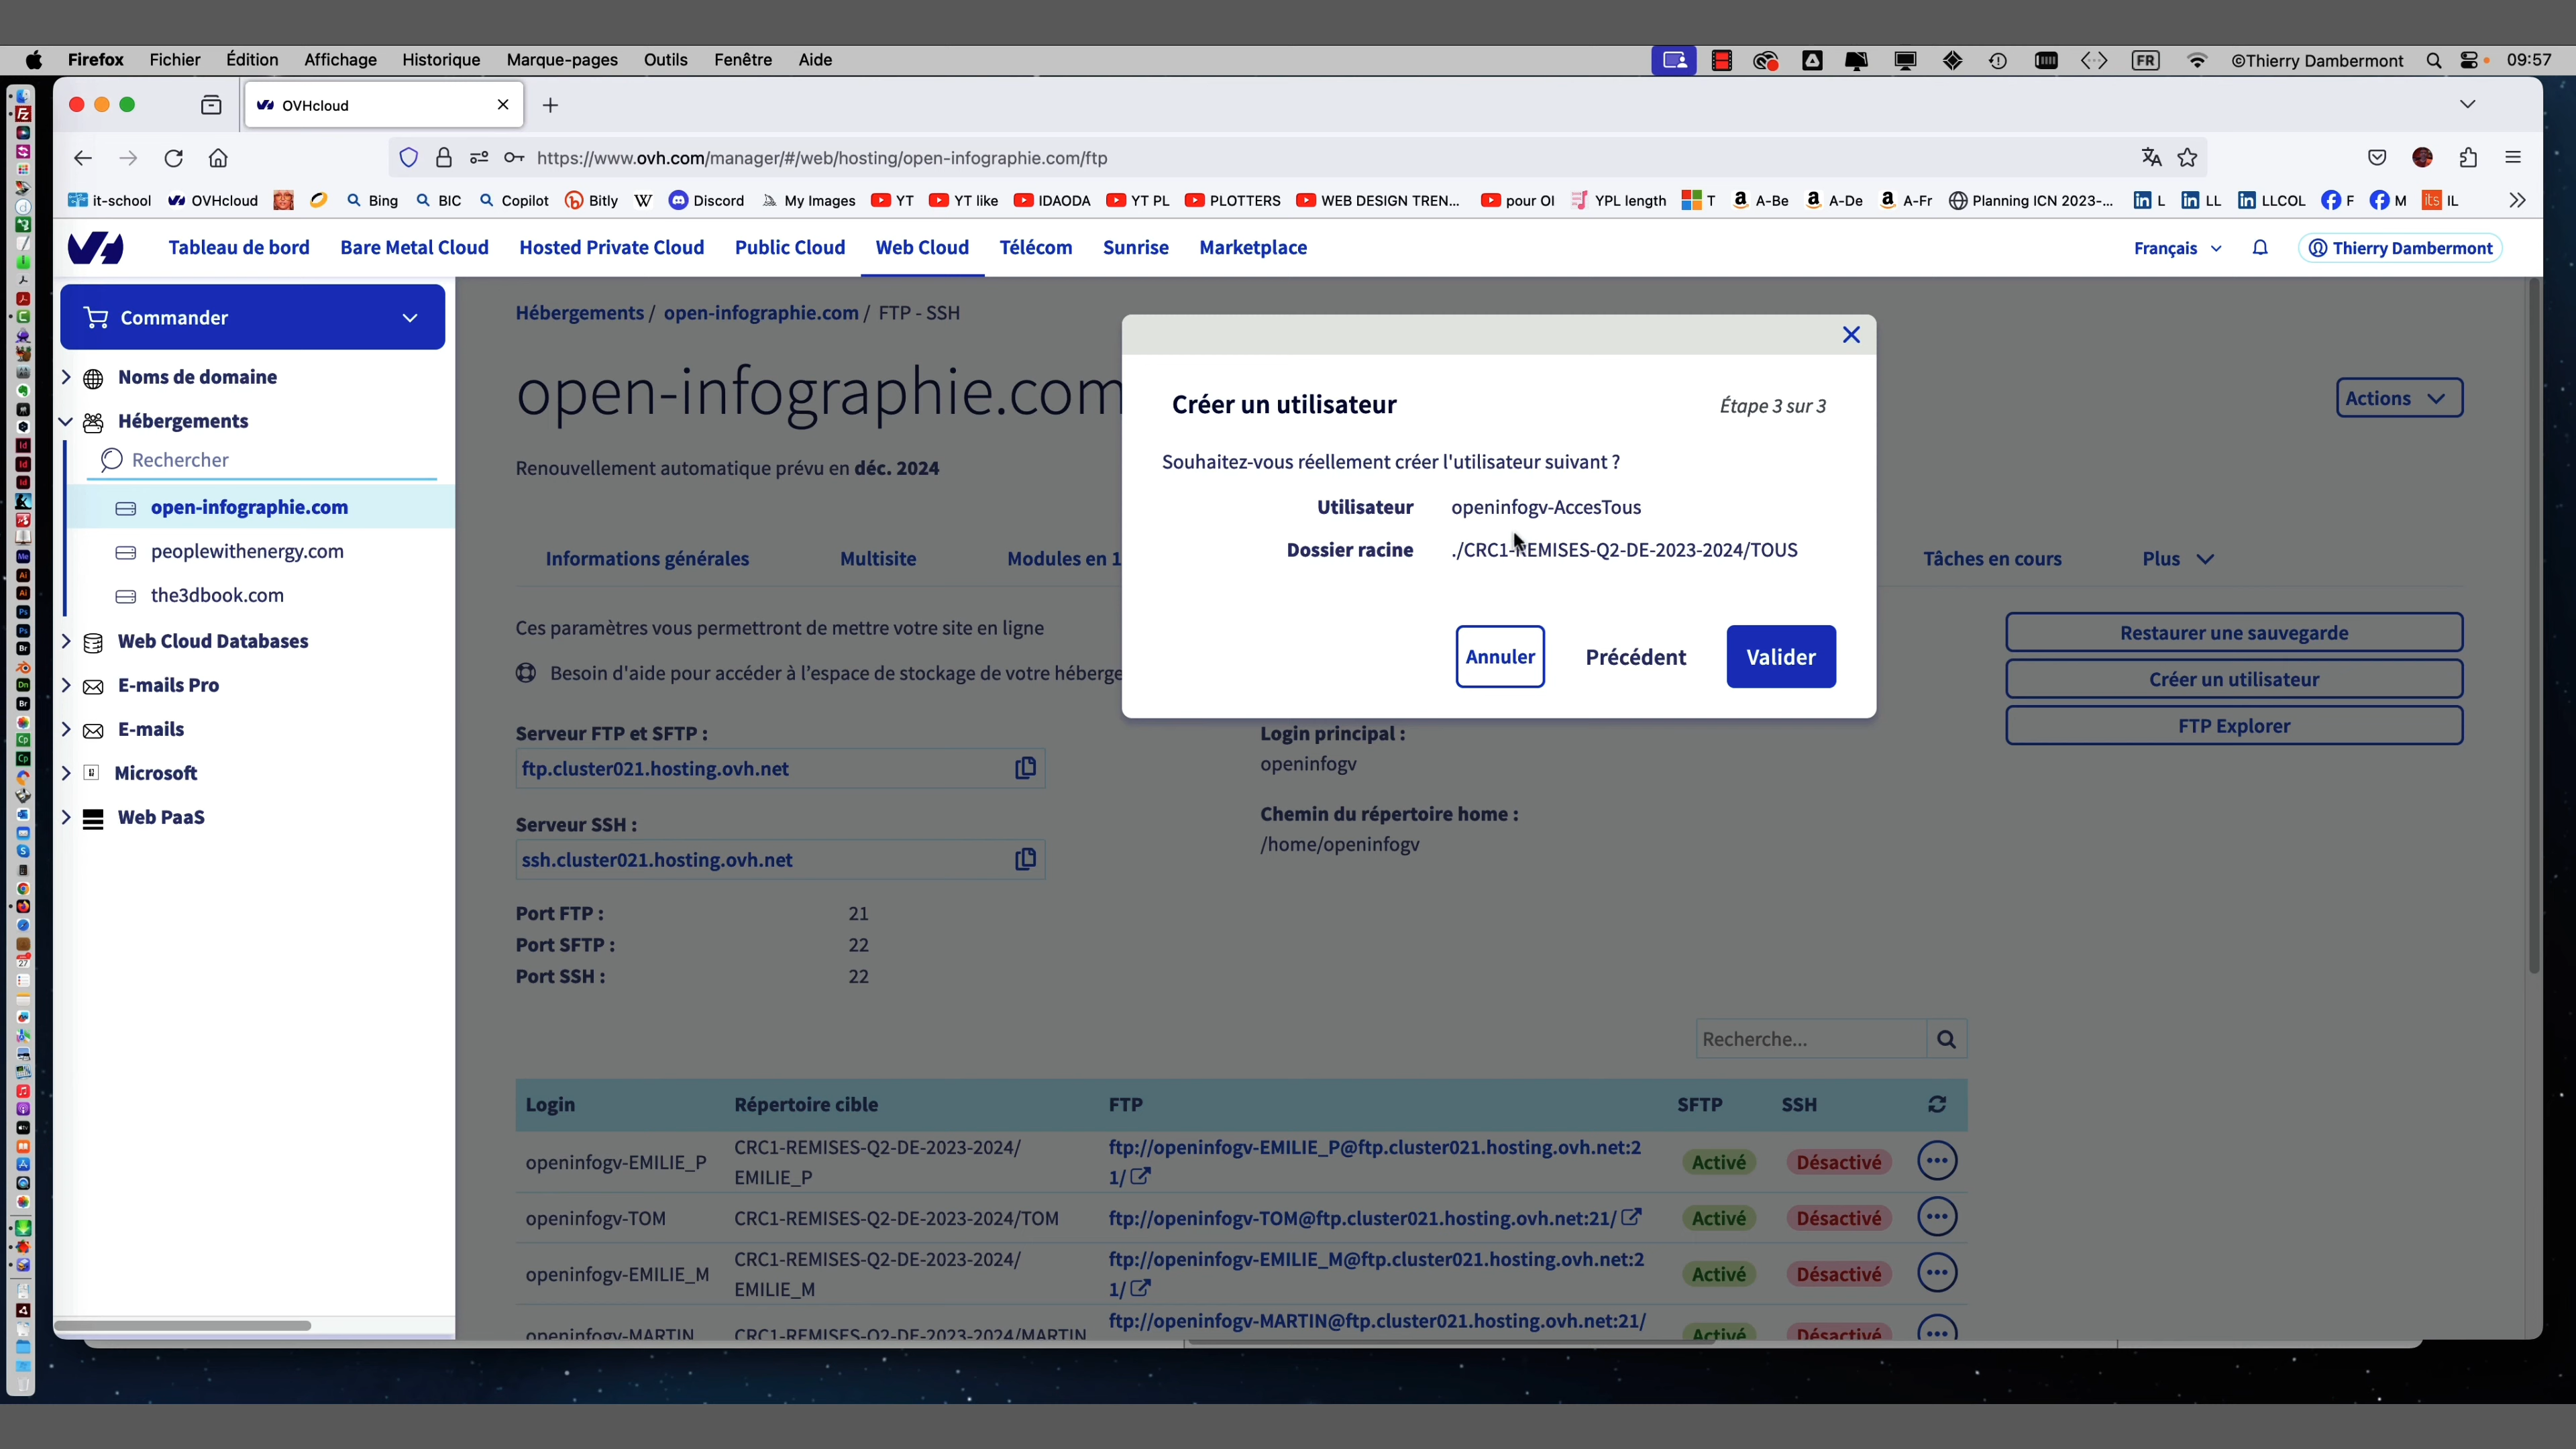 Firefox Fichier Édition Affichage Historique Marque-pages Outils Fenêtre Aide FR ©Thierry Dambermont 09:57
OVHcloud
https://www.ovh.com/manager/#/web/hosting/open-infographie.com/ftp
it-school OVHcloud Bing BIC Copilot Bitly W Discord My Images YT YT like IDAODA YT PL PLOTTERS WEB DESIGN TREN... pour OI YPL length T A-Be A-De A-Fr Planning ICN 2023-... L LL LLCOL F M IL
Tableau de bord Bare Metal Cloud Hosted Private Cloud Public Cloud Web Cloud Télécom Sunrise Marketplace Français Thierry Dambermont
Commander
Noms de domaine
Hébergements
Rechercher
open-infographie.com
peoplewithenergy.com
the3dbook.com
Web Cloud Databases
E-mails Pro
E-mails
Microsoft
Web PaaS
Hébergements / open-infographie.com / FTP - SSH
open-infographie.com
Actions
Renouvellement automatique prévu en déc. 2024
Informations générales Multisite Modules en 1 Tâches en cours Plus
Ces paramètres vous permettront de mettre votre site en ligne
Besoin d'aide pour accéder à l'espace de stockage de votre héberge
Créer un utilisateur Étape 3 sur 3
Souhaitez-vous réellement créer l'utilisateur suivant ?
Utilisateur openinfogv-AccesTous
Dossier racine ./CRC1-REMISES-Q2-DE-2023-2024/TOUS
Annuler Précédent Valider
Restaurer une sauvegarde
Créer un utilisateur
FTP Explorer
Serveur FTP et SFTP :
ftp.cluster021.hosting.ovh.net
Serveur SSH :
ssh.cluster021.hosting.ovh.net
Login principal :
openinfogv
Chemin du répertoire home :
/home/openinfogv
Port FTP : 21
Port SFTP : 22
Port SSH : 22
Recherche...
Login Répertoire cible FTP SFTP SSH
openinfogv-EMILIE_P CRC1-REMISES-Q2-DE-2023-2024/ ftp://openinfogv-EMILIE_P@ftp.cluster021.hosting.ovh.net:2 Activé Désactivé
EMILIE_P 1/
openinfogv-TOM CRC1-REMISES-Q2-DE-2023-2024/TOM ftp://openinfogv-TOM@ftp.cluster021.hosting.ovh.net:21/ Activé Désactivé
openinfogv-EMILIE_M CRC1-REMISES-Q2-DE-2023-2024/ ftp://openinfogv-EMILIE_M@ftp.cluster021.hosting.ovh.net:2 Activé Désactivé
EMILIE_M 1/
openinfogv-MARTIN CRC1-REMISES-Q2-DE-2023-2024/MARTIN ftp://openinfogv-MARTIN@ftp.cluster021.hosting.ovh.net:21/ Activé Désactivé